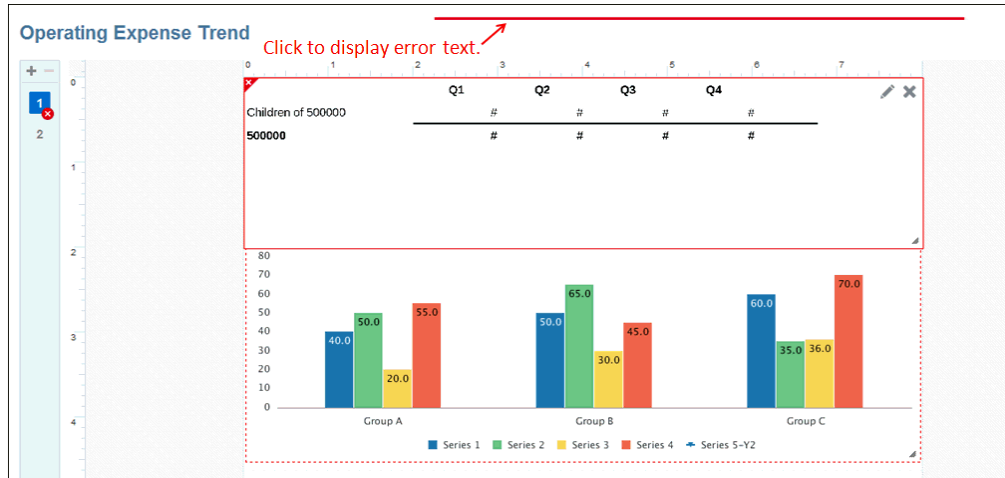 Operating Expense Trend
Click to display error text.
0 1 2 3 4 5 6 7
+ −
1
2
0
1
2
3
4
Q1 Q2 Q3 Q4
Children of 500000 # # # #
500000 # # # #
80
70
60
50
40
30
20
10
0
40.0 50.0 20.0 55.0
50.0 65.0 30.0 45.0
60.0 35.0 36.0 70.0
Group A Group B Group C
Series 1 Series 2 Series 3 Series 4 Series 5-Y2